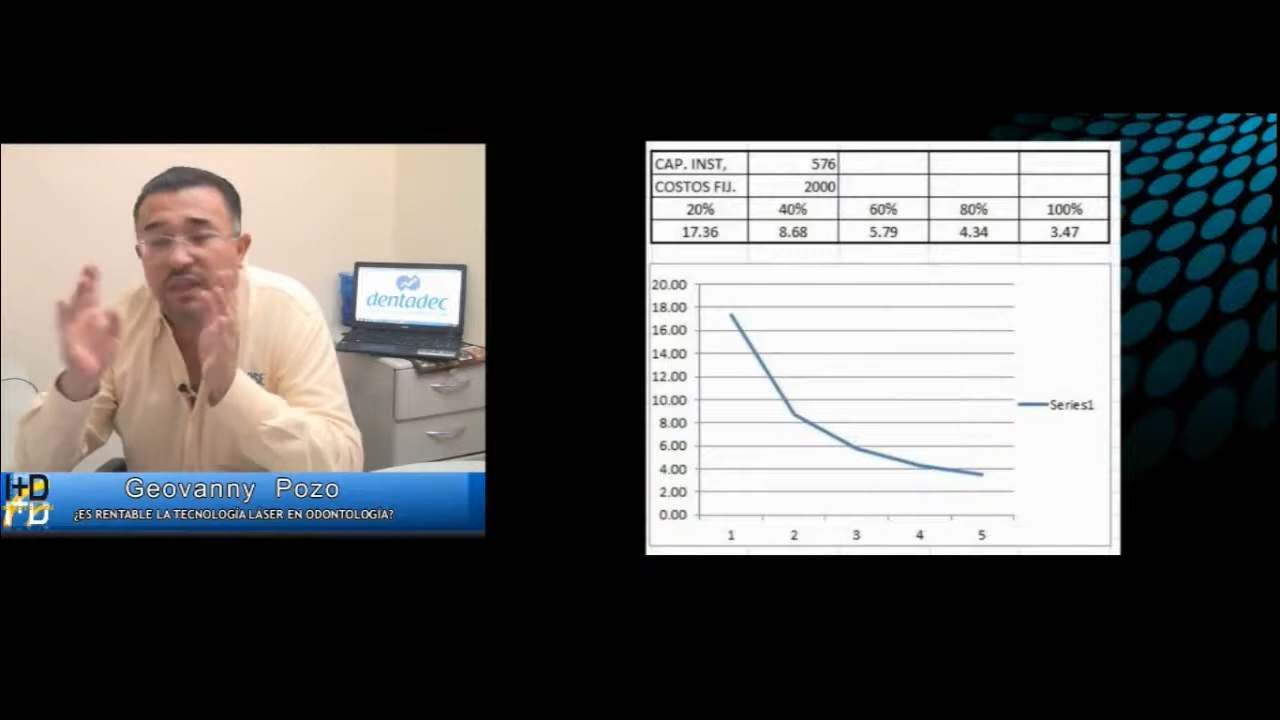 dentadec
I+D
Geovanny Pozo
¿ES RENTABLE LA TECNOLOGÍA LÁSER EN ODONTOLOGÍA?
CAP. INST, 576
COSTOS FIJ. 2000
20% 40% 60% 80% 100%
17.36 8.68 5.79 4.34 3.47
20.00
18.00
16.00
14.00
12.00
10.00
8.00
6.00
4.00
2.00
0.00
1 2 3 4 5
Series1